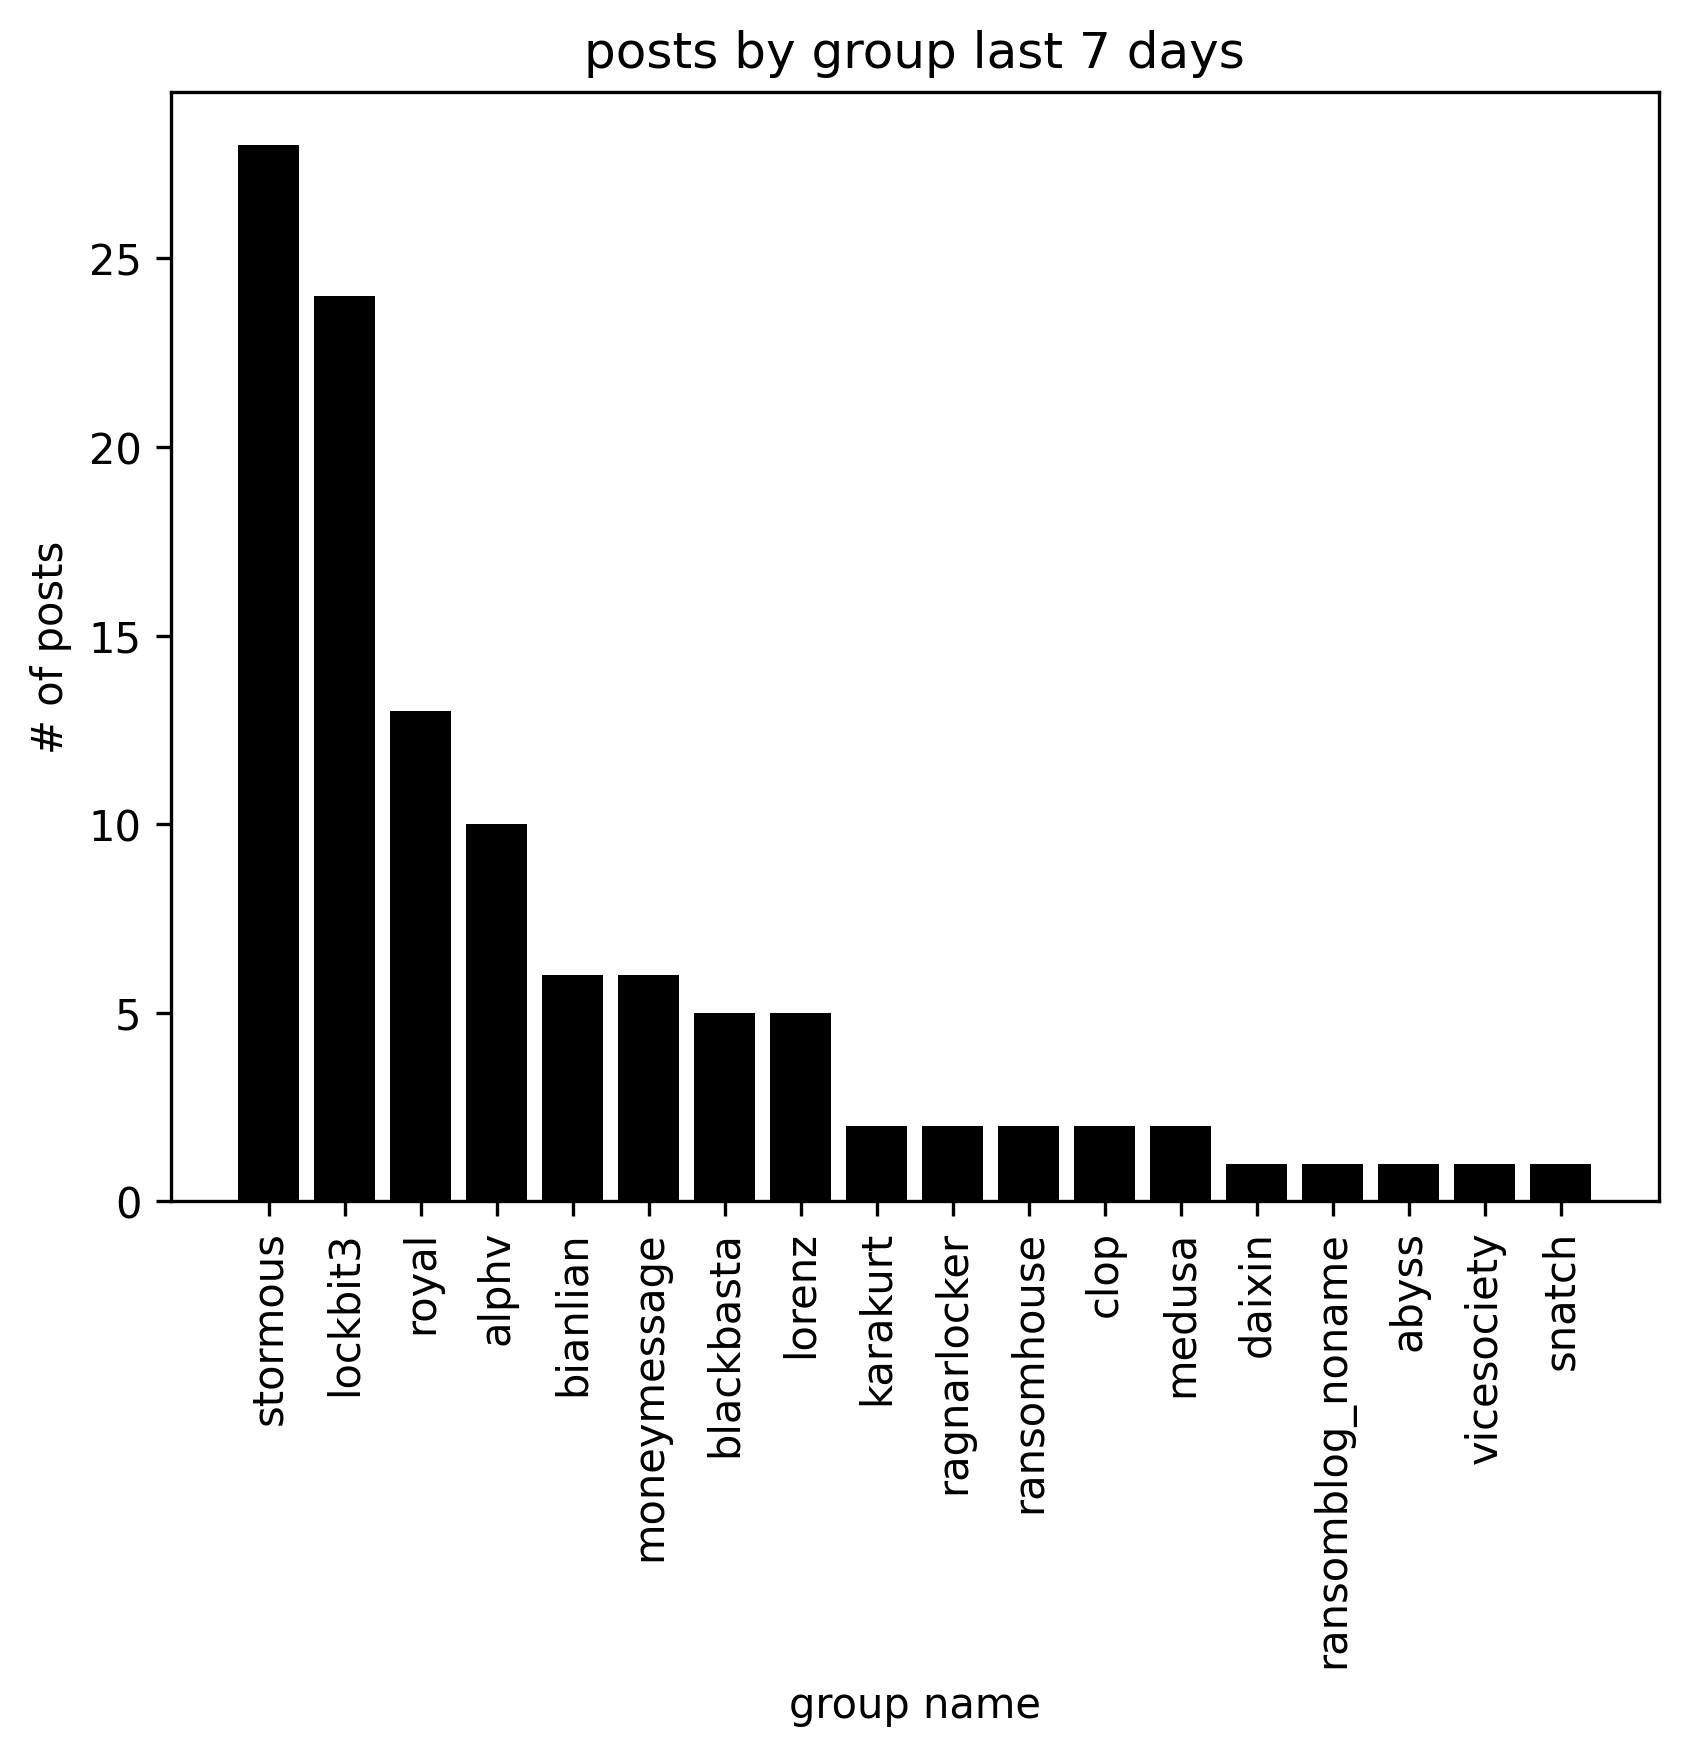 posts by group last 7 days
# of posts
25
20
15
10
5
0
stormous
lockbit3
royal
alphv
bianlian
moneymessage
blackbasta
lorenz
karakurt
ragnarlocker
ransomhouse
clop
medusa
daixin
ransomblog_noname
abyss
vicesociety
snatch
group name